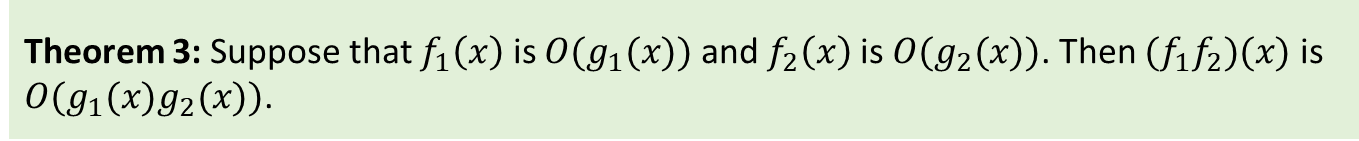 Theorem 3: Suppose that 𝑓₁(𝑥) is 𝑂(𝑔₁(𝑥)) and 𝑓₂(𝑥) is 𝑂(𝑔₂(𝑥)). Then (𝑓₁𝑓₂)(𝑥) is
𝑂(𝑔₁(𝑥)𝑔₂(𝑥)).